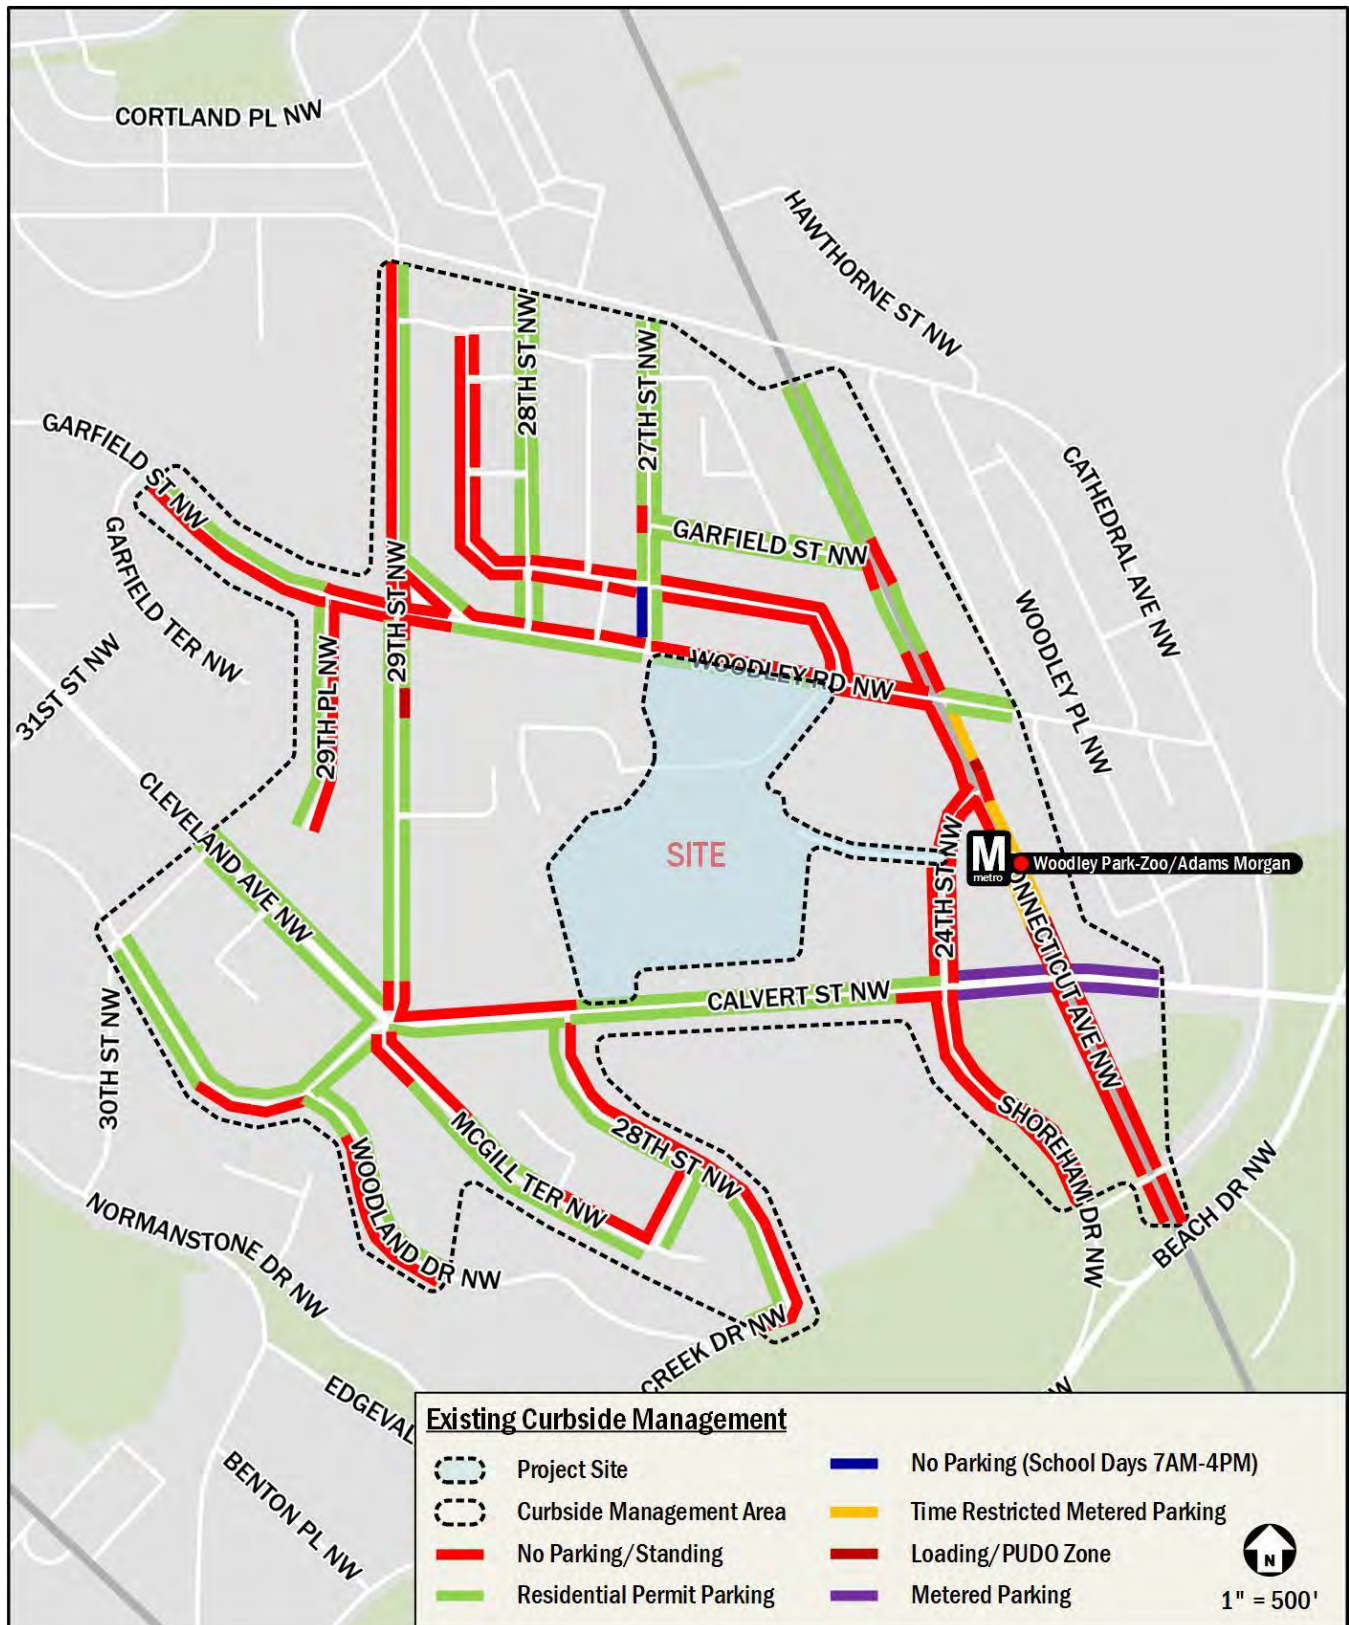 CORTLAND PL NW
HAWTHORNE ST NW
28TH ST NW
27TH ST NW
GARFIELD ST NW
GARFIELD ST NW
CATHEDRAL AVE NW
GARFIELD TER NW
29TH ST NW
WOODLEY PL NW
31ST ST NW
29TH PL NW
WOODLEY RD NW
CLEVELAND AVE NW
SITE
24TH ST NW
M
metro
Woodley Park-Zoo/Adams Morgan
CONNECTICUT AVE NW
CALVERT ST NW
30TH ST NW
MCGILL TER NW
28TH ST NW
SHOREHAM DR NW
WOODLAND DR NW
BEACH DR NW
NORMANSTONE DR NW
CREEK DR NW
EDGEVAL
BENTON PL NW
Existing Curbside Management
Project Site
Curbside Management Area
No Parking/Standing
Residential Permit Parking
No Parking (School Days 7AM-4PM)
Time Restricted Metered Parking
Loading/PUDO Zone
Metered Parking
N
1" = 500'